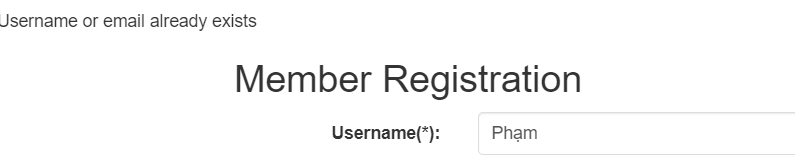 Username or email already exists
Member Registration
Username(*): Phạm